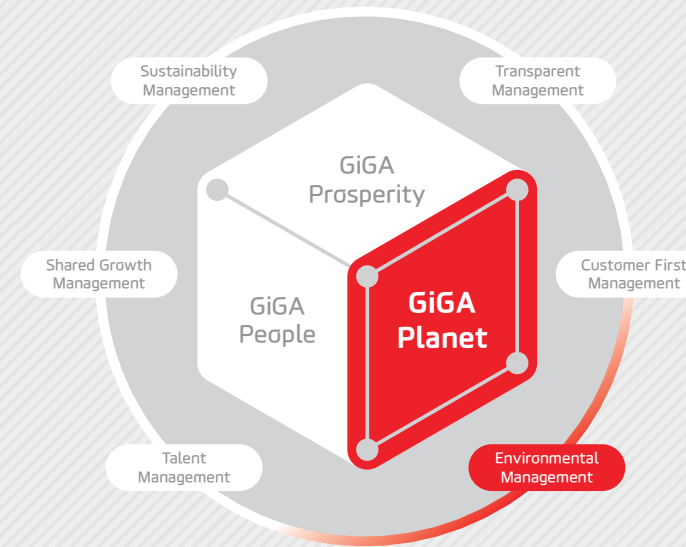 Sustainability
Management
Transparent
Management
GiGA
Prosperity
Shared Growth
Management
Customer First
Management
GiGA
People
GiGA
Planet
Talent
Management
Environmental
Management